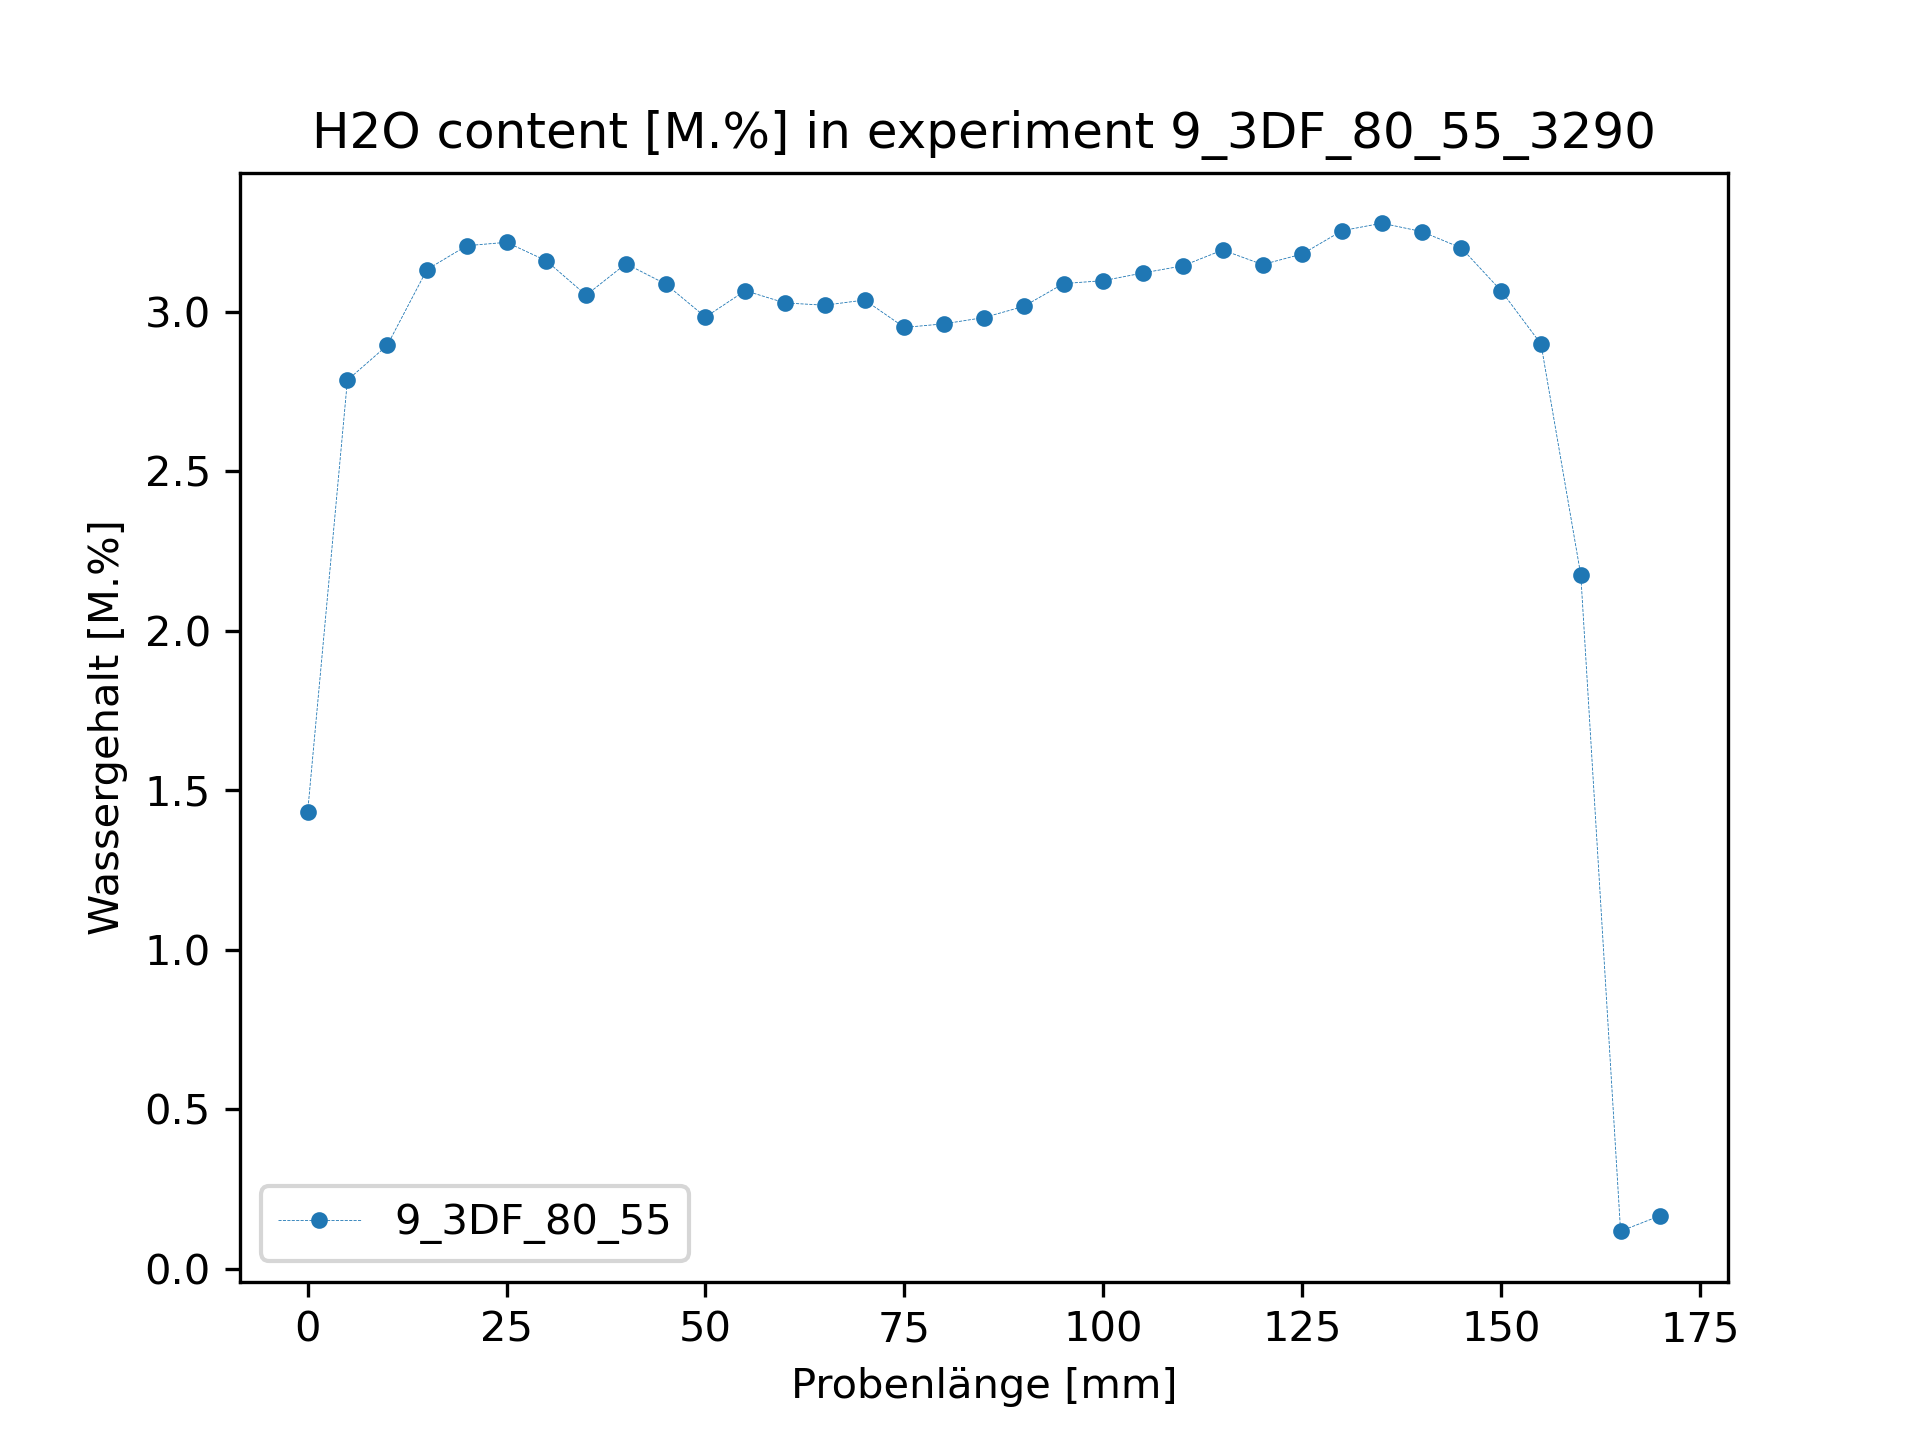 H2O content [M.%] in experiment 9_3DF_80_55_3290
Wassergehalt [M.%]
3.0
2.5
2.0
1.5
1.0
0.5
0.0
9_3DF_80_55
0 25 50 75 100 125 150 175
Probenlänge [mm]